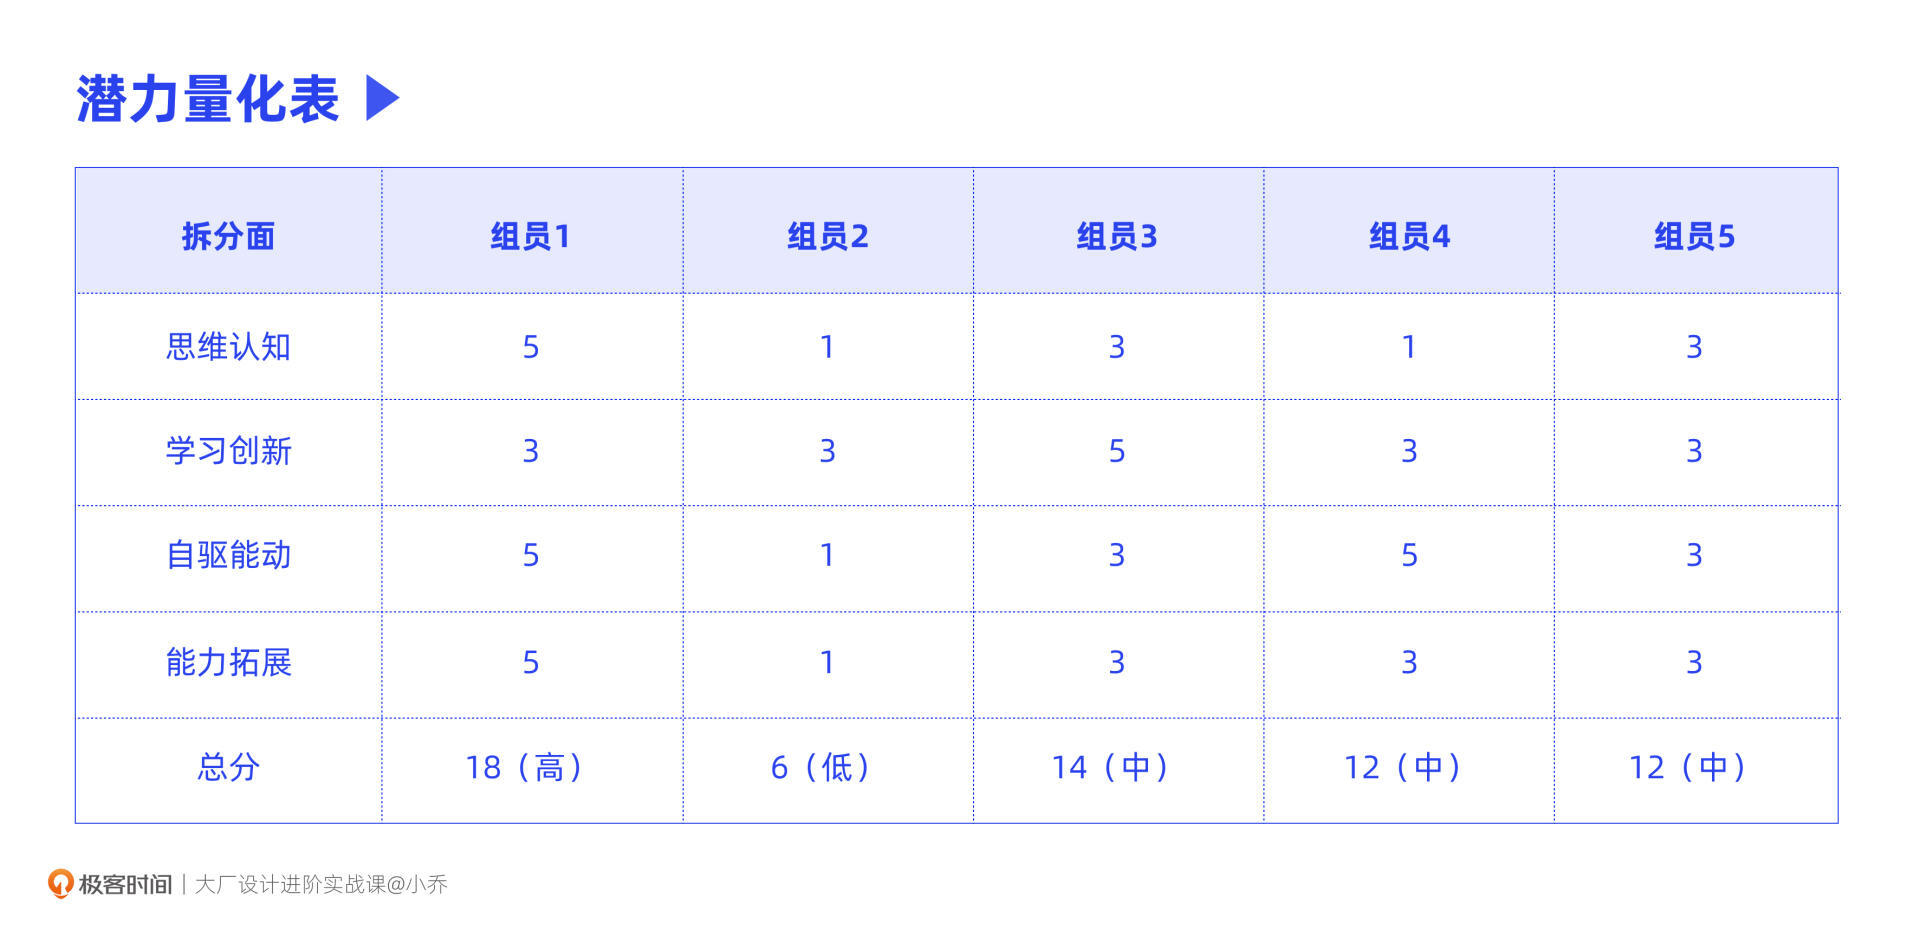 潜力量化表
拆分面 组员1 组员2 组员3 组员4 组员5
思维认知 5 1 3 1 3
学习创新 3 3 5 3 3
自驱能动 5 1 3 5 3
能力拓展 5 1 3 3 3
总分 18（高） 6（低） 14（中） 12（中） 12（中）
极客时间 | 大厂设计进阶实战课@小乔